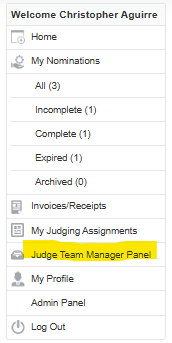 Welcome Christopher Aguirre
Home
My Nominations
All (3)
Incomplete (1)
Complete (1)
Expired (1)
Archived (0)
Invoices/Receipts
My Judging Assignments
Judge Team Manager Panel
My Profile
Admin Panel
Log Out